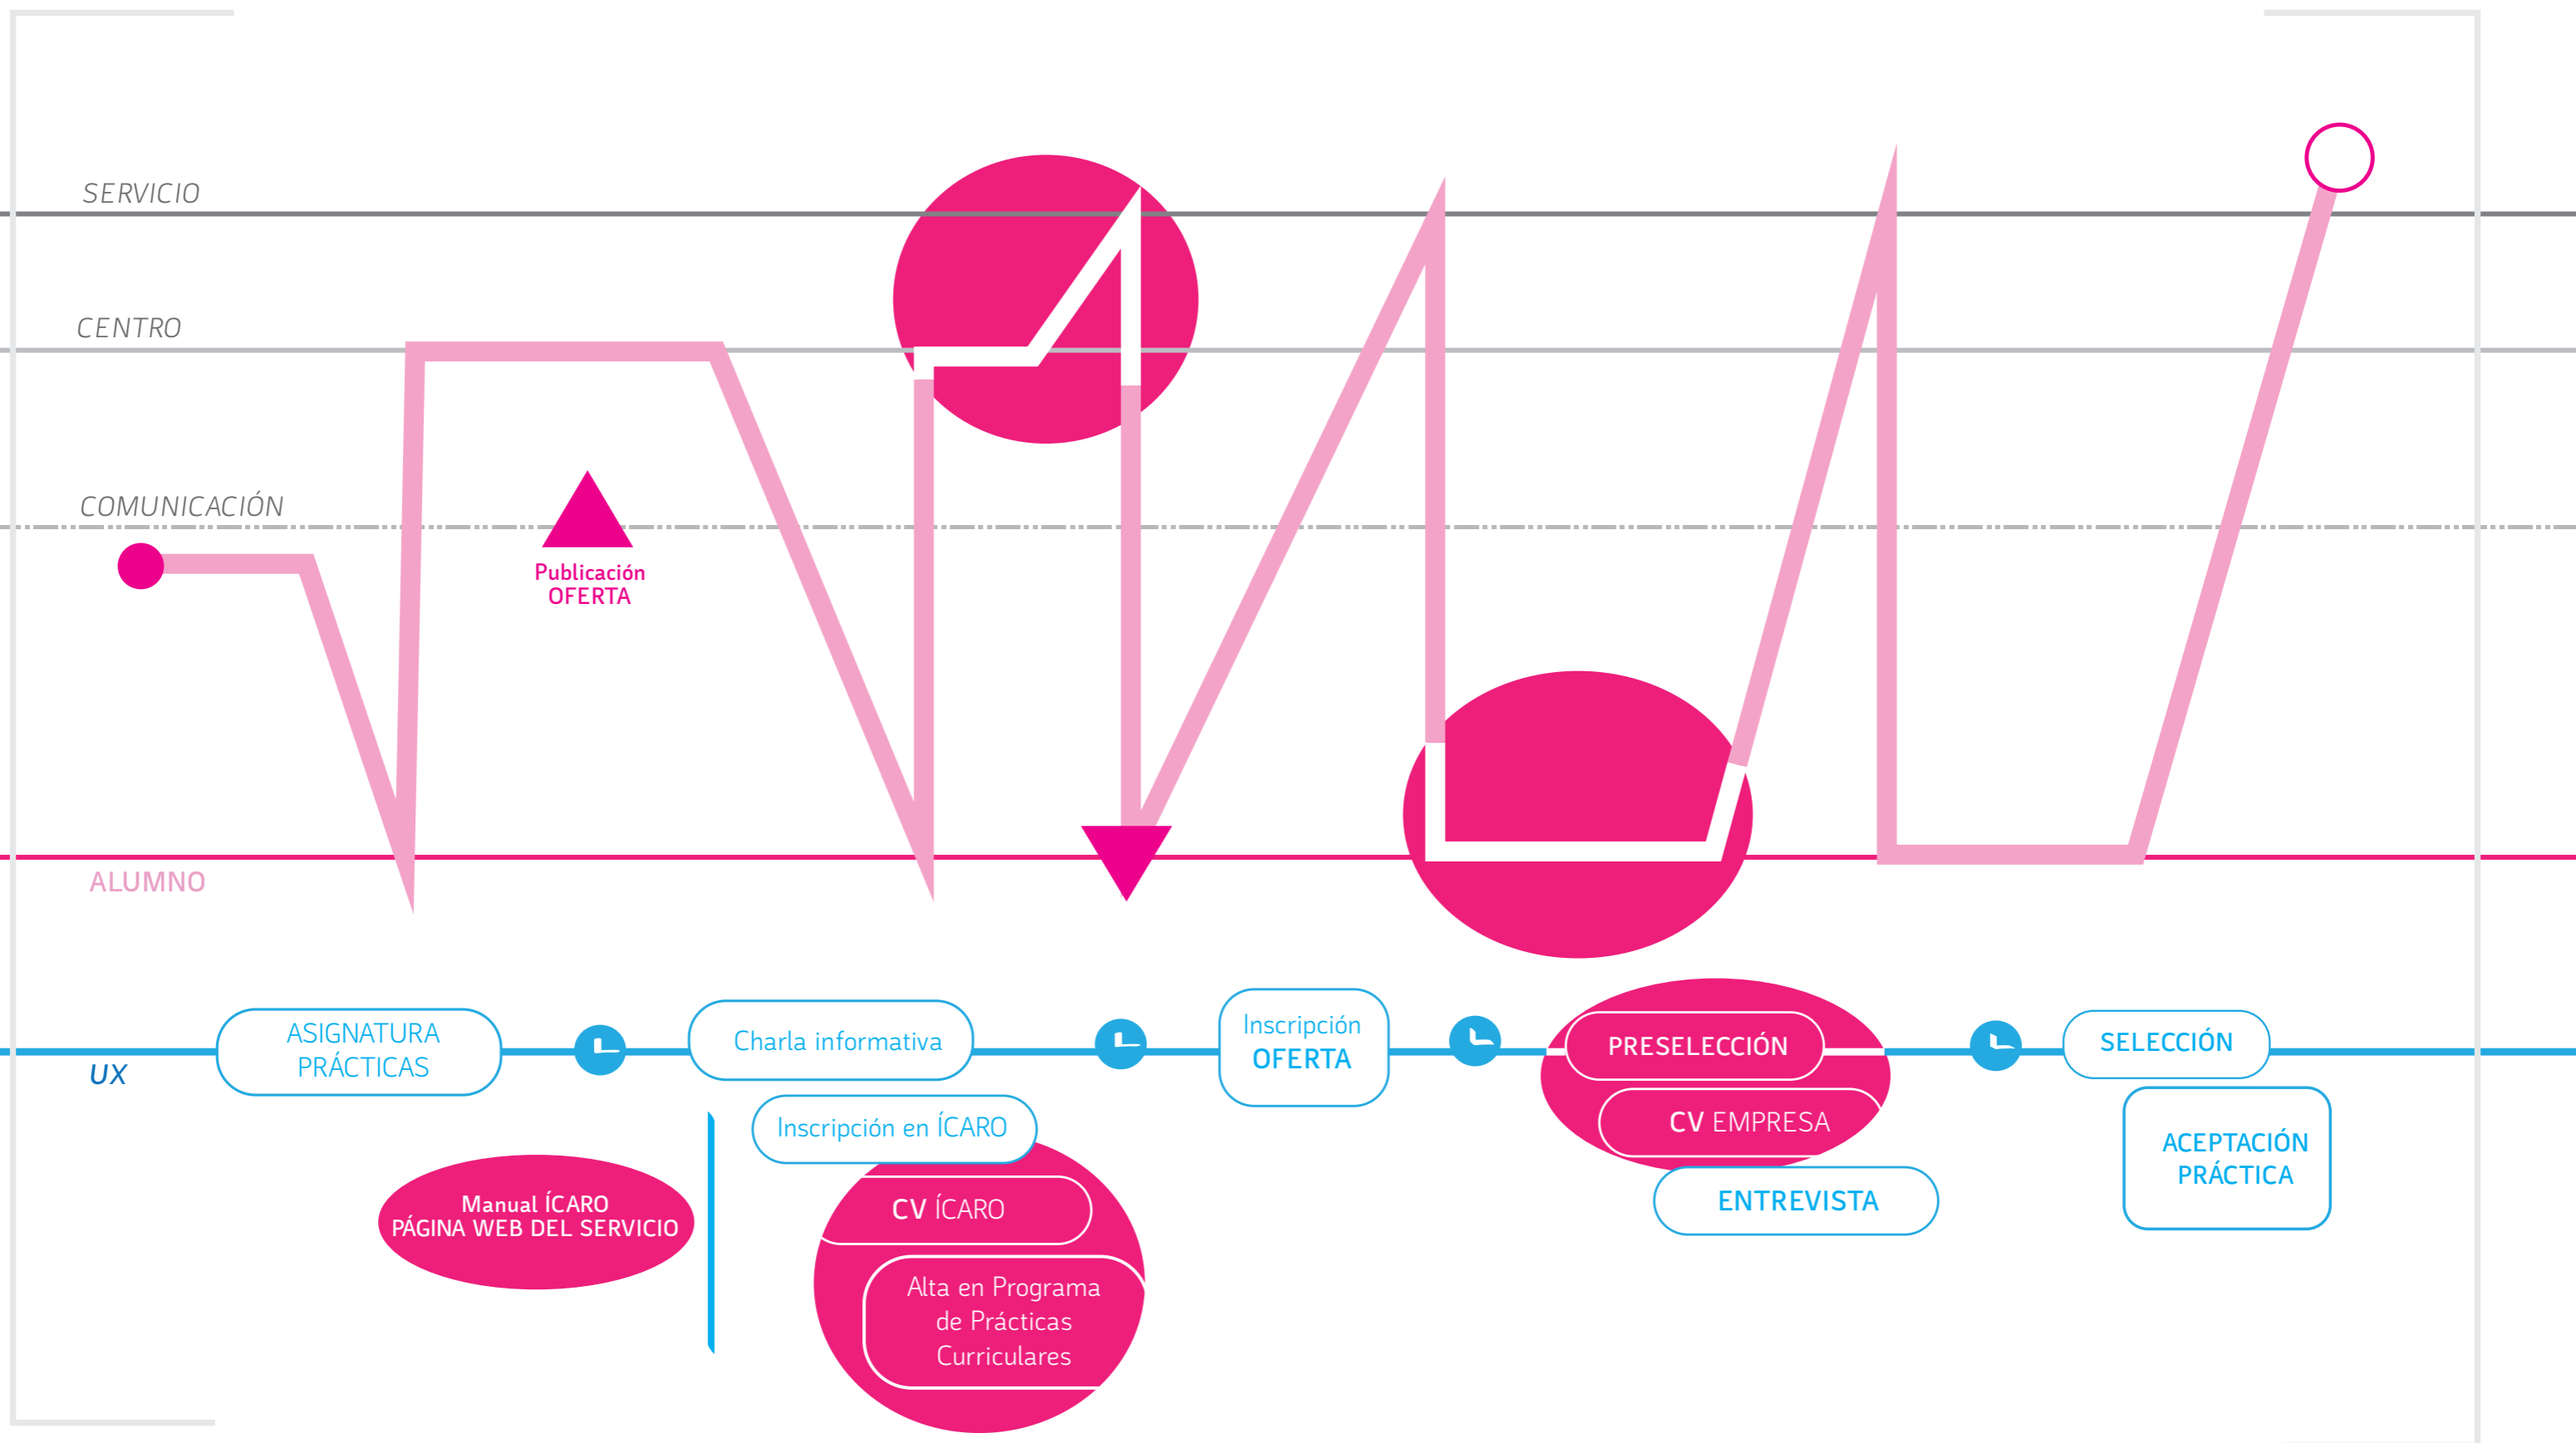 SERVICIO
CENTRO
COMUNICACIÓN
Publicación
OFERTA
ALUMNO
UX
ASIGNATURA
PRÁCTICAS
Charla informativa
Inscripción
OFERTA
PRESELECCIÓN
SELECCIÓN
CV EMPRESA
Inscripción en ÍCARO
ACEPTACIÓN
PRÁCTICA
ENTREVISTA
Manual ÍCARO
PÁGINA WEB DEL SERVICIO
CV ÍCARO
Alta en Programa
de Prácticas
Curriculares